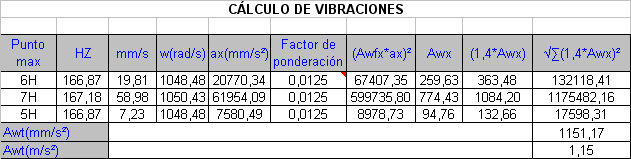 CÁLCULO DE VIBRACIONES
Punto max HZ mm/s w(rad/s) ax(mm/s²) Factor de ponderación (Awfx*ax)² Awx (1,4*Awx) √∑(1,4*Awx)²
6H 166,87 19,81 1048,48 20770,34 0,0125 67407,35 259,63 363,48 132118,41
7H 167,18 58,98 1050,43 61954,09 0,0125 599735,80 774,43 1084,20 1175482,16
5H 166,87 7,23 1048,48 7580,49 0,0125 8978,73 94,76 132,66 17598,31
Awt(mm/s²) 1151,17
Awt(m/s²) 1,15